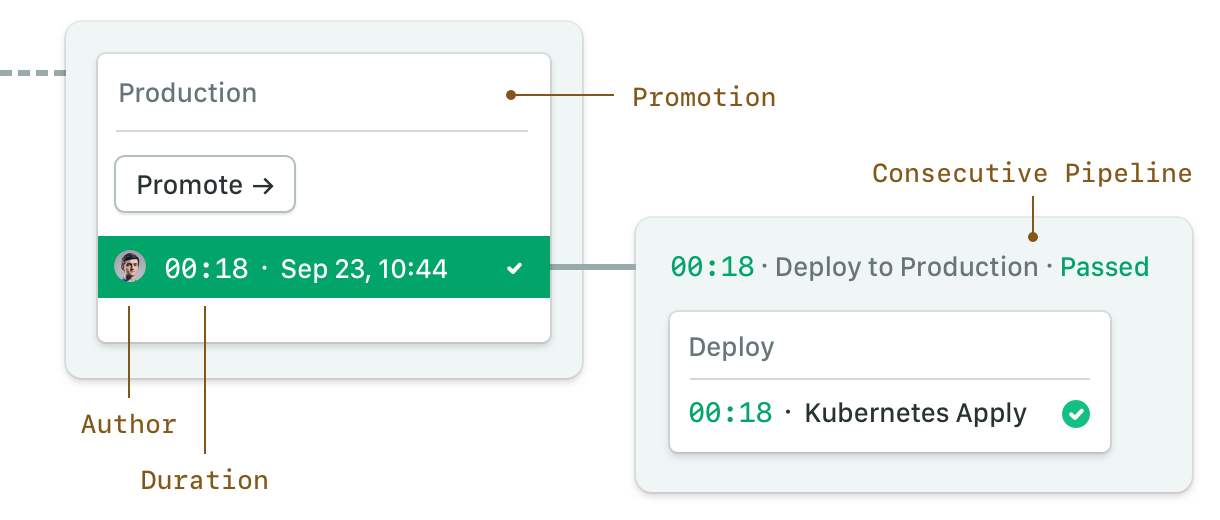 Production
Promotion
Promote →
00:18 · Sep 23, 10:44
Author
Duration
Consecutive Pipeline
00:18 · Deploy to Production · Passed
Deploy
00:18 · Kubernetes Apply